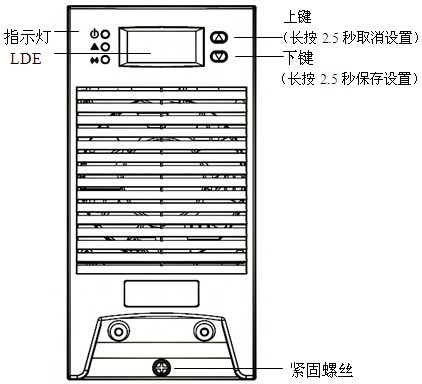 指示灯
LDE
上键
（长按 2.5 秒取消设置）
下键
（长按 2.5 秒保存设置）
紧固螺丝